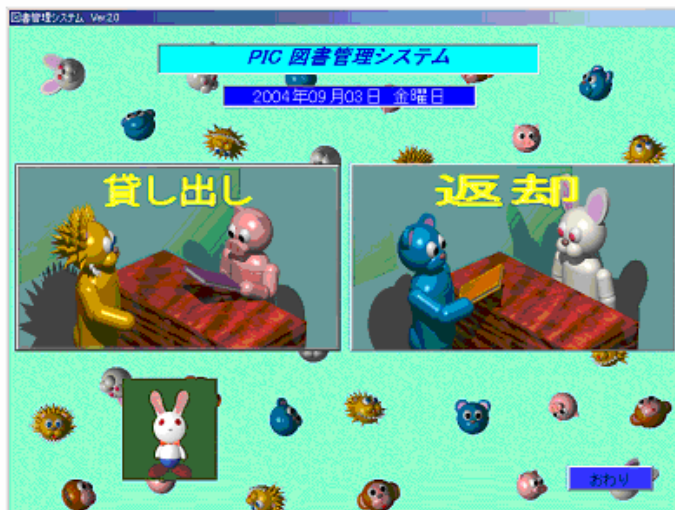 図書管理システム Ver.2.0
PIC 図書管理システム
2004年09月03日 金曜日
貸し出し
返却
おわり